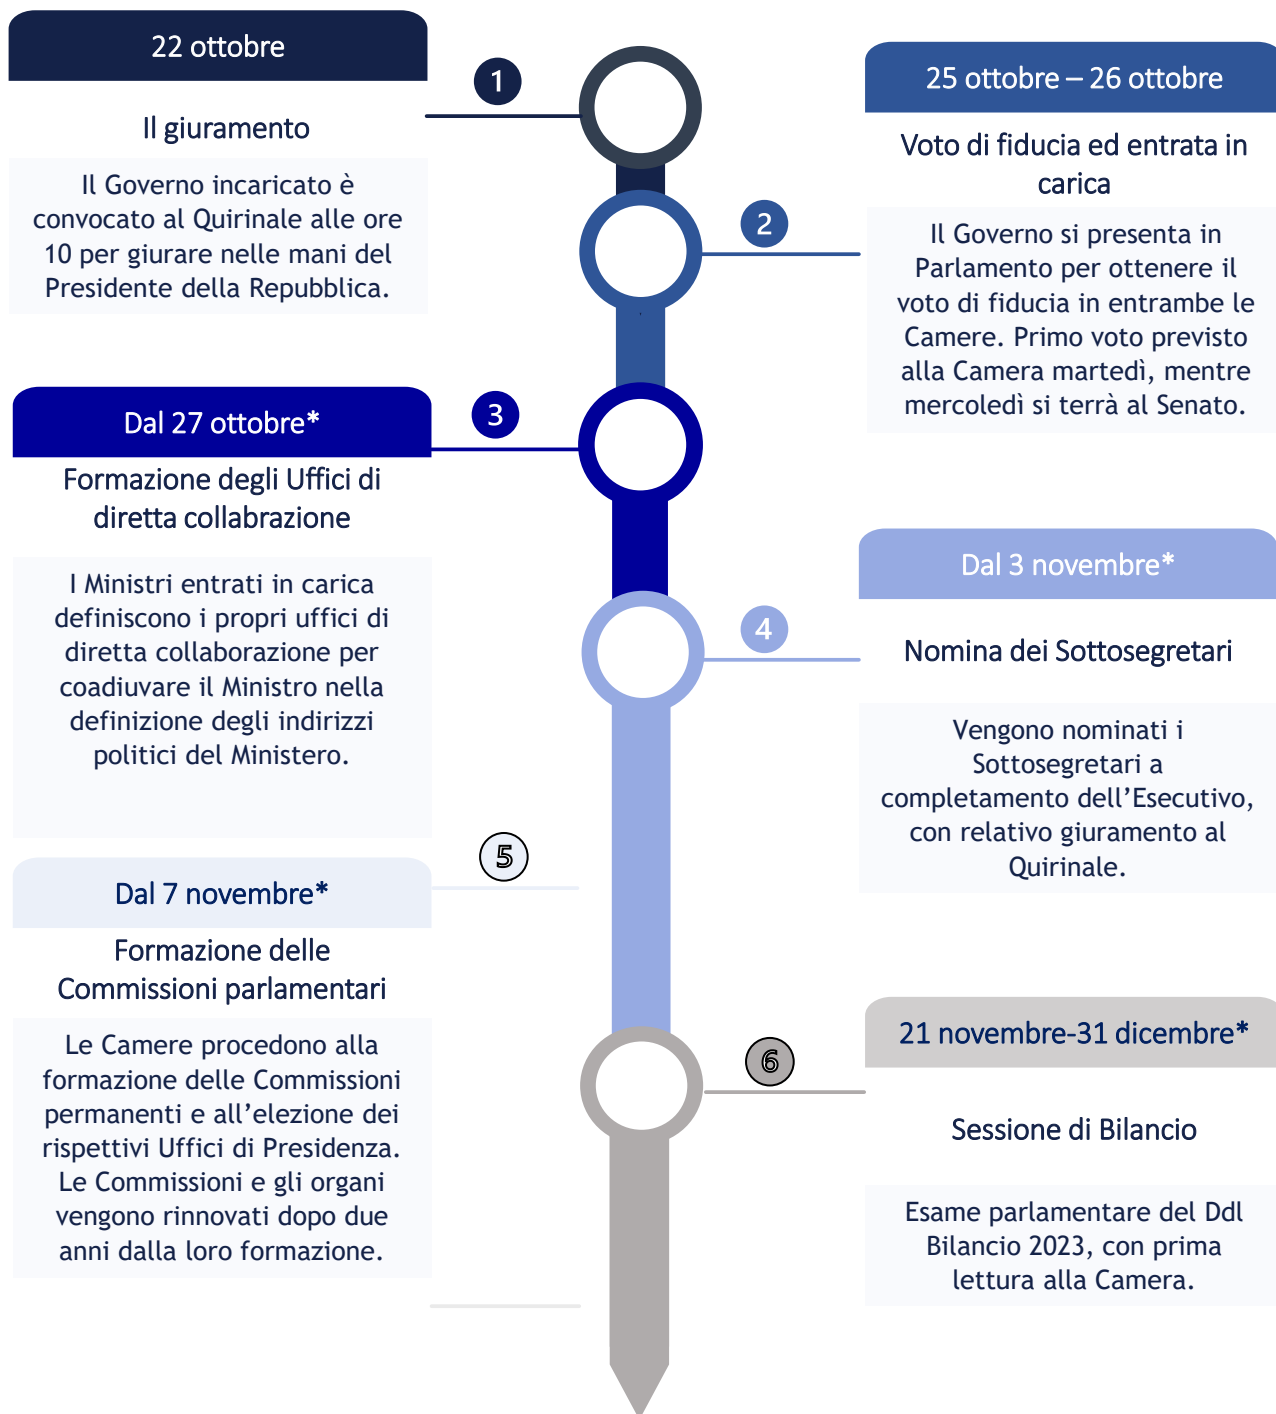 22 ottobre
1
Il giuramento
Il Governo incaricato è
convocato al Quirinale alle ore
10 per giurare nelle mani del
Presidente della Repubblica.
25 ottobre – 26 ottobre
2
Voto di fiducia ed entrata in
carica
Il Governo si presenta in
Parlamento per ottenere il
voto di fiducia in entrambe le
Camere. Primo voto previsto
alla Camera martedì, mentre
mercoledì si terrà al Senato.
Dal 27 ottobre*
3
Formazione degli Uffici di
diretta collabrazione
I Ministri entrati in carica
definiscono i propri uffici di
diretta collaborazione per
coadiuvare il Ministro nella
definizione degli indirizzi
politici del Ministero.
Dal 3 novembre*
4
Nomina dei Sottosegretari
Vengono nominati i
Sottosegretari a
completamento dell’Esecutivo,
con relativo giuramento al
Quirinale.
Dal 7 novembre*
5
Formazione delle
Commissioni parlamentari
Le Camere procedono alla
formazione delle Commissioni
permanenti e all’elezione dei
rispettivi Uffici di Presidenza.
Le Commissioni e gli organi
vengono rinnovati dopo due
anni dalla loro formazione.
21 novembre-31 dicembre*
6
Sessione di Bilancio
Esame parlamentare del Ddl
Bilancio 2023, con prima
lettura alla Camera.